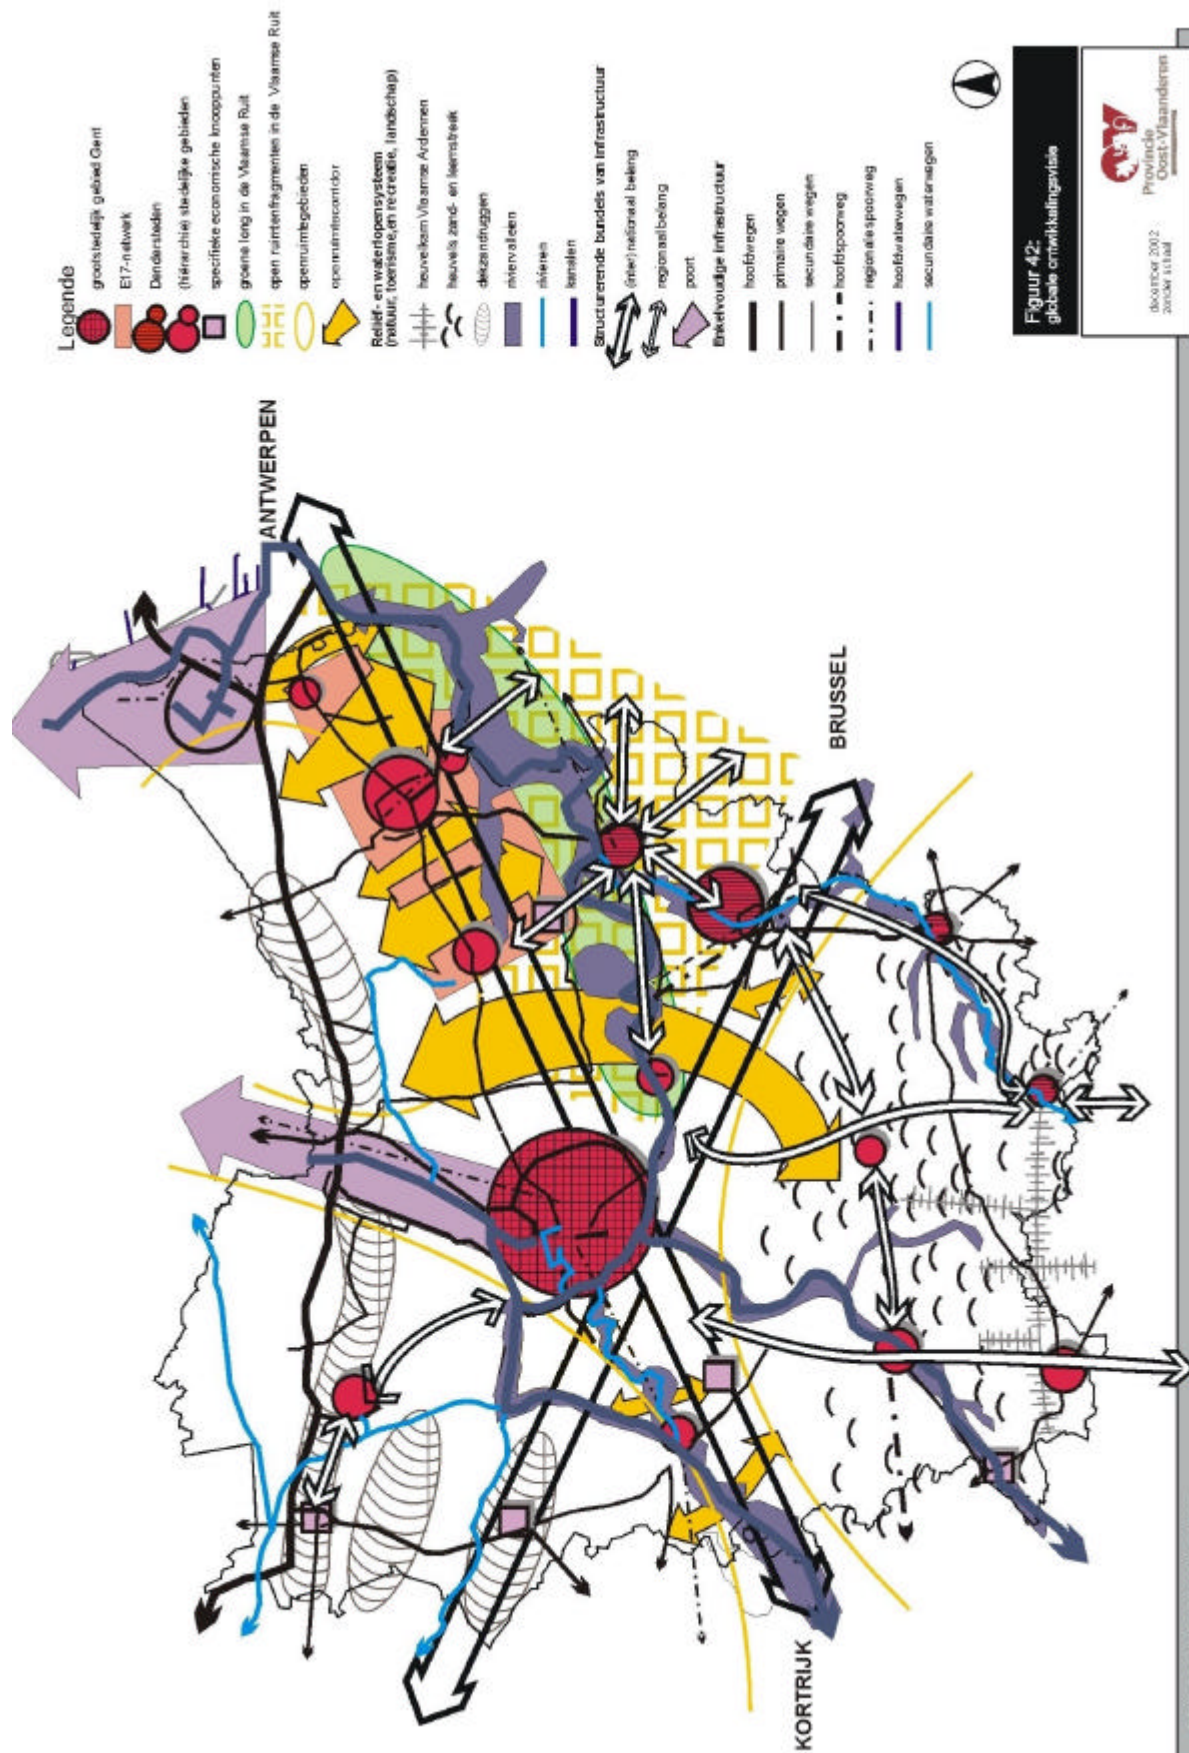 Legende
grootstedelijk gebied Gent
E17-netwerk
Dendersteden
(hiërarchie) stedelijke gebieden
specifieke economische knooppunten
groene long in de Vlaamse Ruit
open ruimtenfragmenten in de Vlaamse Ruit
openruimtegebieden
openruimtecorridor
Reliëf- en waterlopensysteem
(natuur, toerisme,en recreatie, landschap)
heuvelkam Vlaamse Ardennen
heuvels zand- en leemstreek
dekzandruggen
riviervalleien
rivieren
kanalen
Structurerende bundels van infrastructuur
(inter)nationaal belang
regionaal belang
poort
Enkelvoudige infrastructuur
hoofdwegen
primaire wegen
secundaire wegen
hoofdspoorweg
regionale spoorweg
hoofdwaterwegen
secundaire waterwegen
ANTWERPEN
BRUSSEL
KORTRIJK
Figuur 42:
globale ontwikkelingsvisie
Provincie
Oost-Vlaanderen
december 2002
zonder schaal